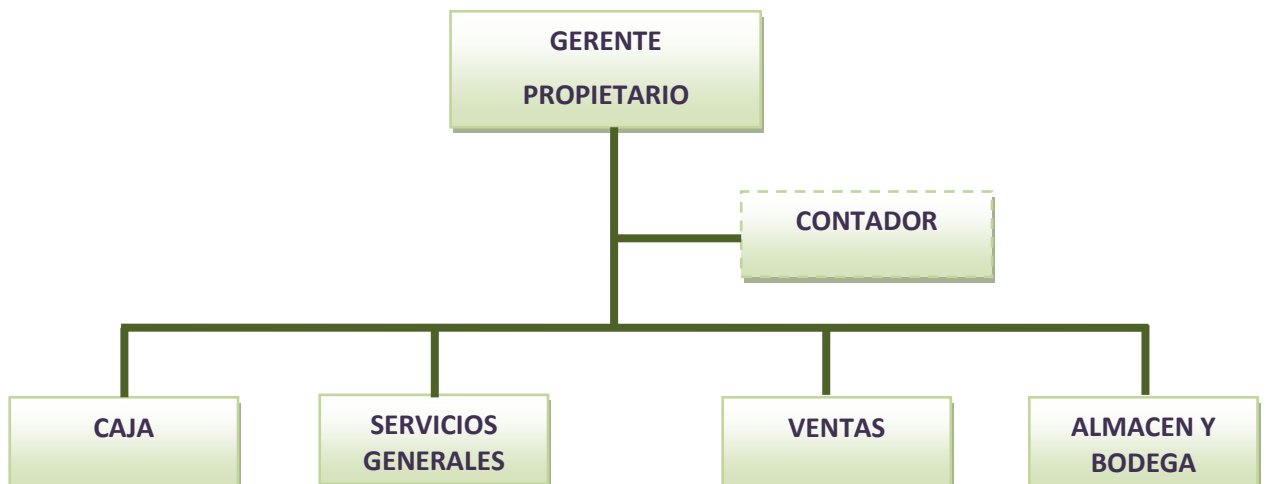 GERENTE
PROPIETARIO
CONTADOR
CAJA
SERVICIOS
GENERALES
VENTAS
ALMACEN Y
BODEGA